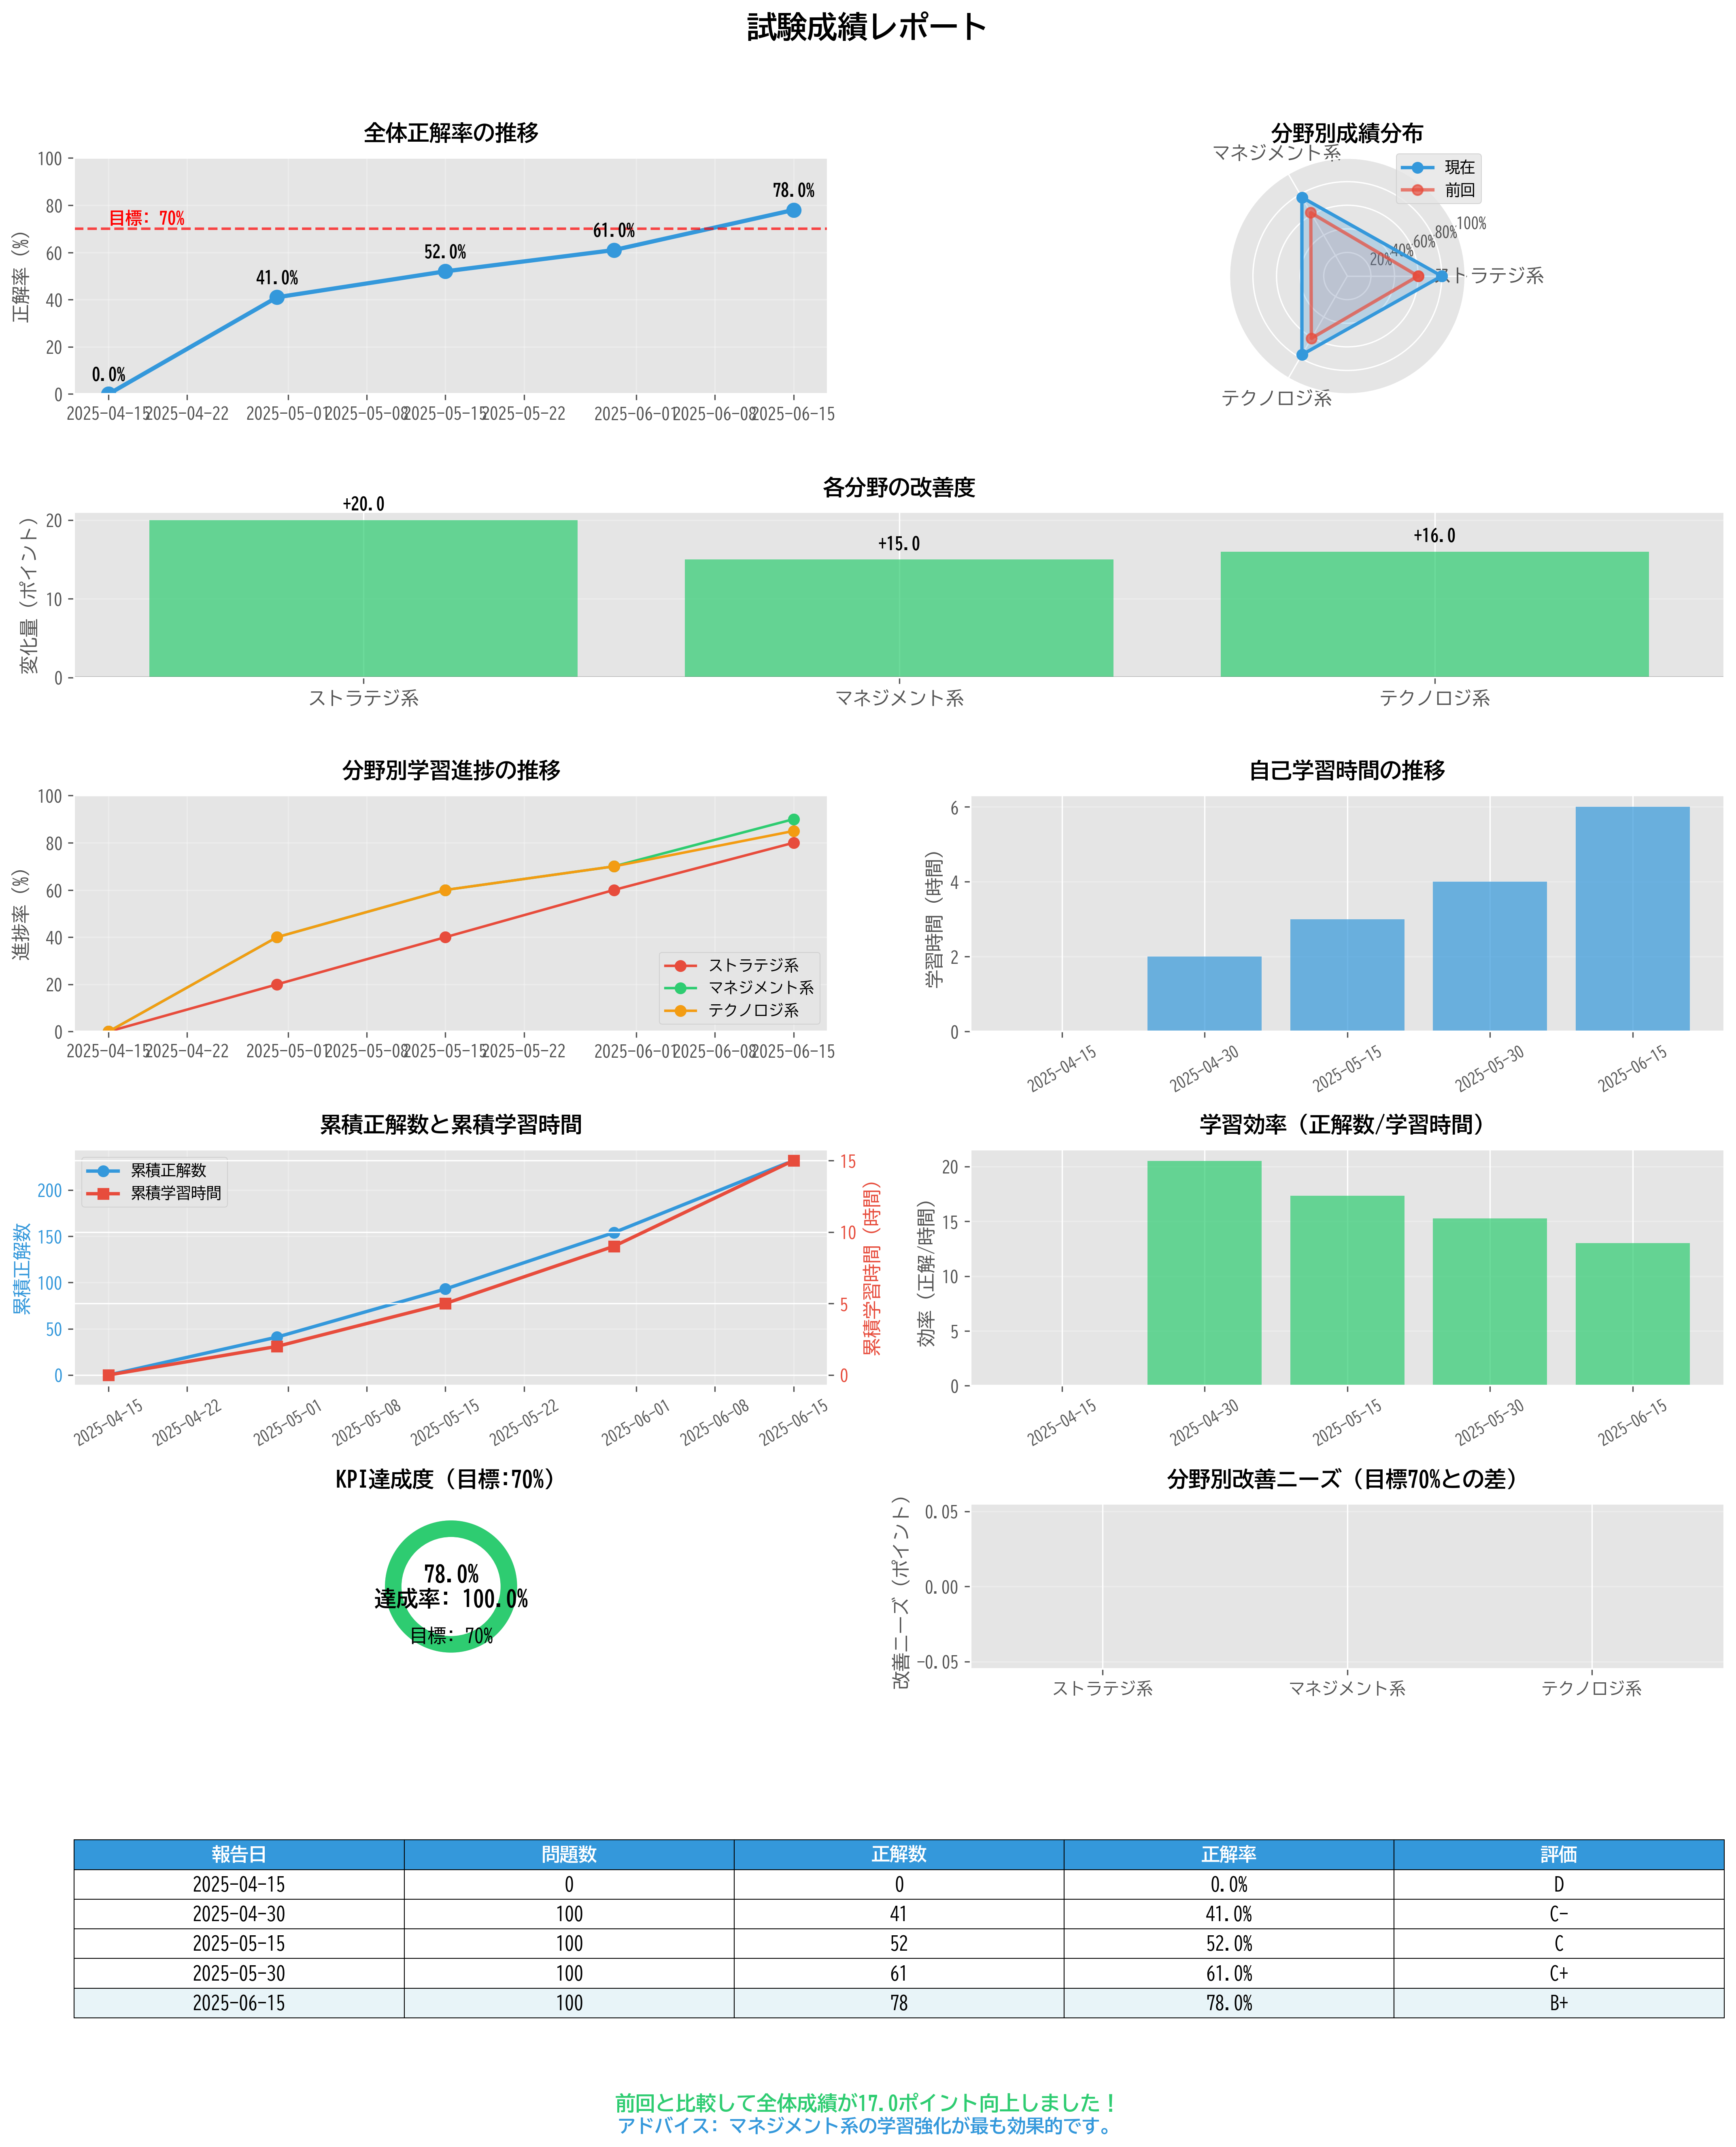 試験成績レポート
全体正解率の推移
正解率 (%)
100
80
60
40
20
0
目標: 70%
0.0%
41.0%
52.0%
61.0%
78.0%
2025-04-15
2025-04-22
2025-05-01
2025-05-08
2025-05-15
2025-05-22
2025-06-01
2025-06-08
2025-06-15
分野別成績分布
マネジメント系
現在
前回
20%
40%
60%
80%
100%
ストラテジ系
テクノロジ系
各分野の改善度
変化量 (ポイント)
20
10
0
+20.0
+15.0
+16.0
ストラテジ系
マネジメント系
テクノロジ系
分野別学習進捗の推移
進捗率 (%)
100
80
60
40
20
0
ストラテジ系
マネジメント系
テクノロジ系
2025-04-15
2025-04-22
2025-05-01
2025-05-08
2025-05-15
2025-05-22
2025-06-01
2025-06-08
2025-06-15
自己学習時間の推移
学習時間 (時間)
6
4
2
0
2025-04-15
2025-04-30
2025-05-15
2025-05-30
2025-06-15
累積正解数と累積学習時間
累積正解数
200
150
100
50
0
累積正解数
累積学習時間
15
10
5
0
累積学習時間 (時間)
2025-04-15
2025-04-22
2025-05-01
2025-05-08
2025-05-15
2025-05-22
2025-06-01
2025-06-08
2025-06-15
学習効率 (正解数/学習時間)
効率 (正解/時間)
20
15
10
5
0
2025-04-15
2025-04-30
2025-05-15
2025-05-30
2025-06-15
KPI達成度 (目標:70%)
78.0%
達成率: 100.0%
目標: 70%
分野別改善ニーズ (目標70%との差)
改善ニーズ (ポイント)
0.05
0.00
-0.05
ストラテジ系
マネジメント系
テクノロジ系
報告日 問題数 正解数 正解率 評価
2025-04-15 0 0 0.0% D
2025-04-30 100 41 41.0% C-
2025-05-15 100 52 52.0% C
2025-05-30 100 61 61.0% C+
2025-06-15 100 78 78.0% B+
前回と比較して全体成績が17.0ポイント向上しました!
アドバイス: マネジメント系の学習強化が最も効果的です。